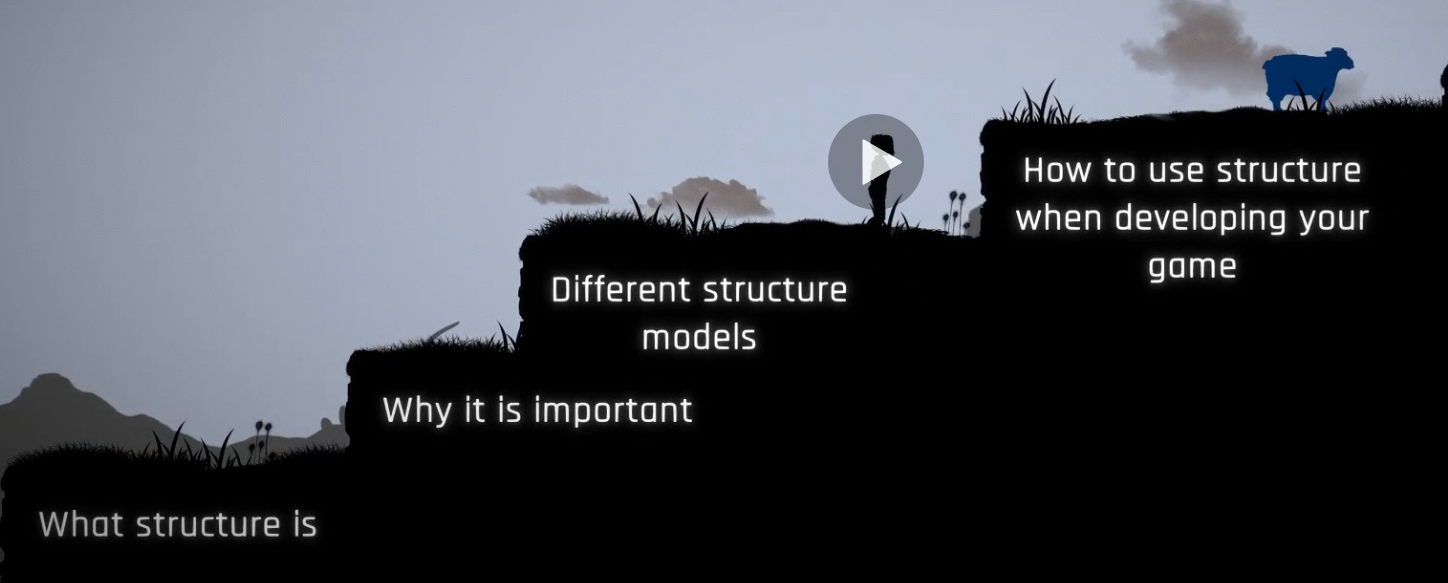 What structure is
Why it is important
Different structure
models
How to use structure
when developing your
game